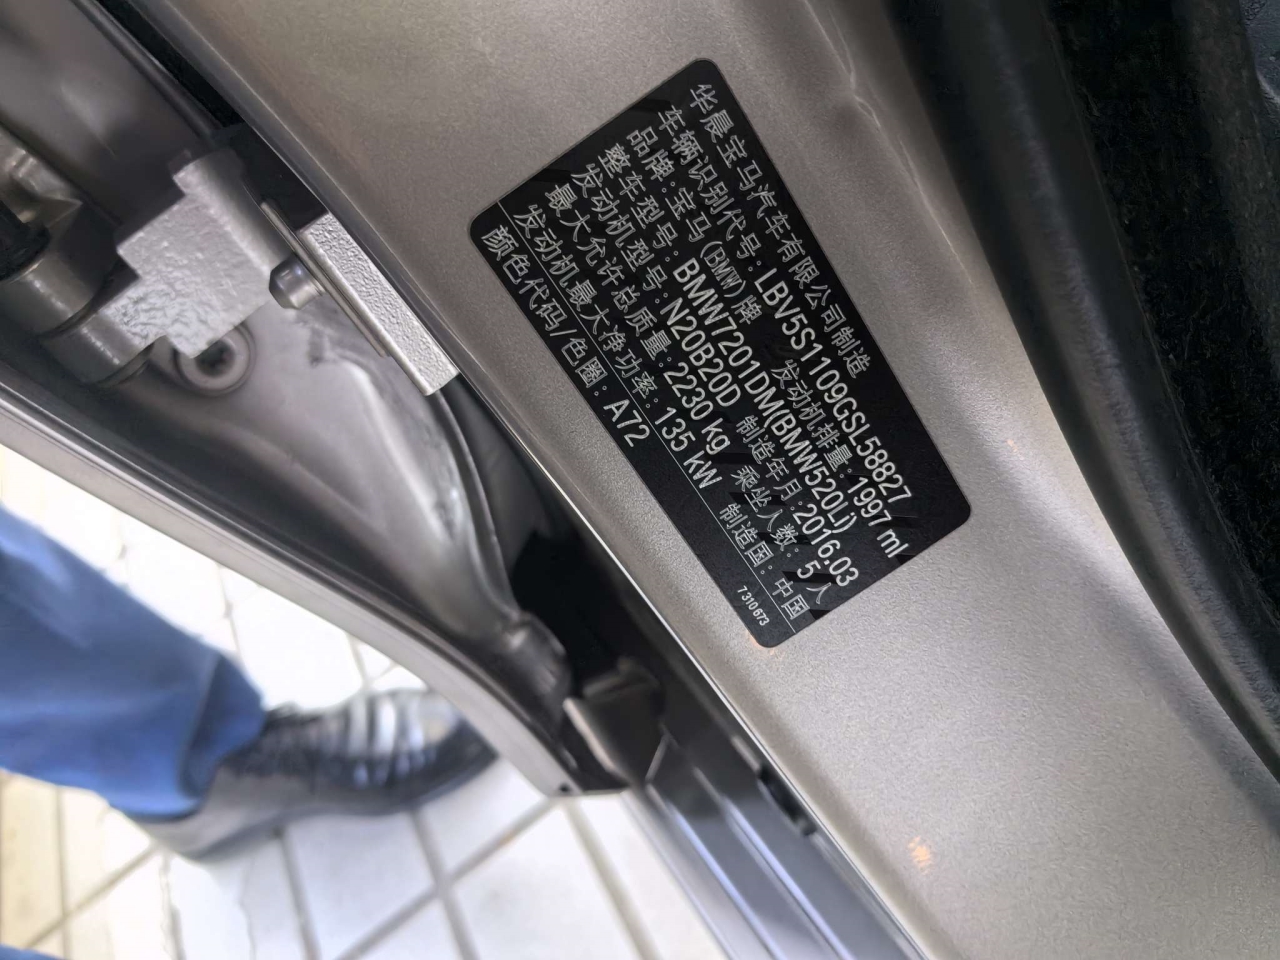 华晨宝马汽车有限公司制造
车辆识别代号:LBV5S1109GSL58827
品牌:宝马(BMW)牌 发动机排量:1997 ml
整车型号:BMW7201DM(BMW520Li)
发动机型号:N20B20D 制造年月:2016.03
最大允许总质量:2230 kg 乘坐人数:5 人
发动机最大净功率:135 kW 制造国:中国
颜色代码/色圈:A72 7 310 673